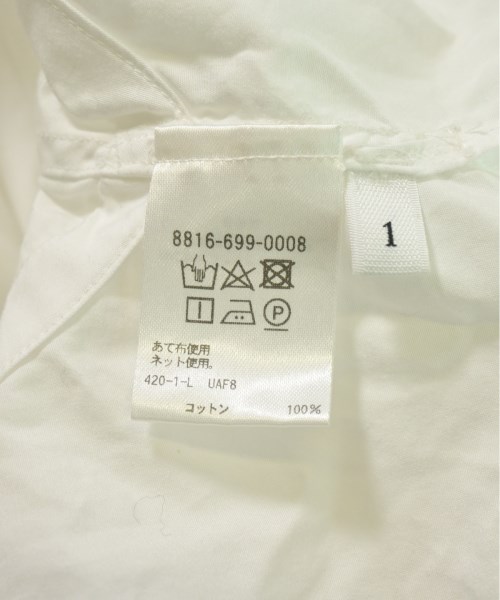 8816-699-0008
P
あて布使用
ネット使用。
420-1-L UAF8
コットン 100%
1